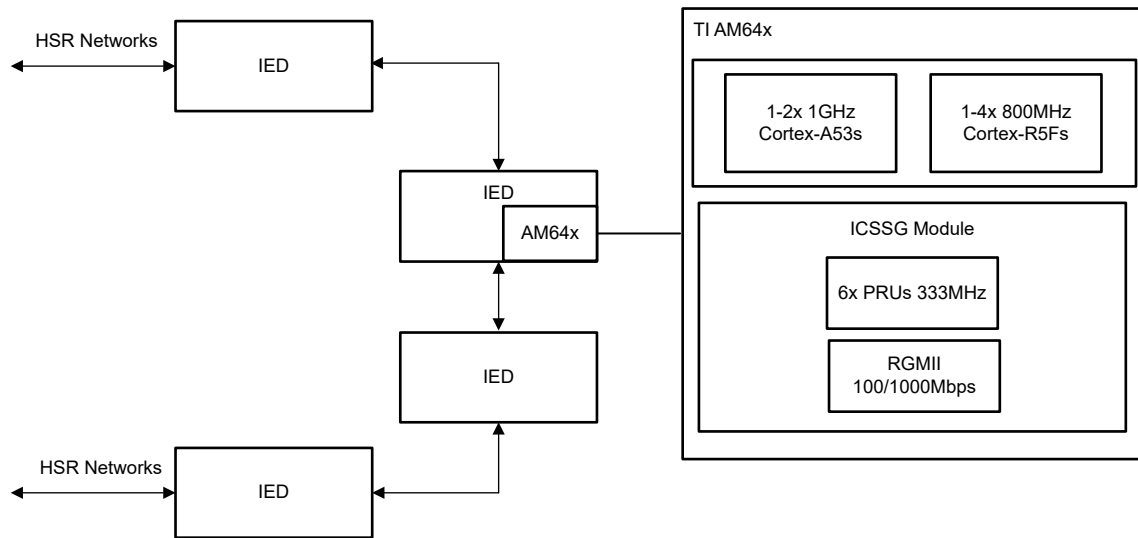 HSR Networks
IED
IED
AM64x
IED
HSR Networks
IED
TI AM64x
1-2x 1GHz
Cortex-A53s
1-4x 800MHz
Cortex-R5Fs
ICSSG Module
6x PRUs 333MHz
RGMII
100/1000Mbps